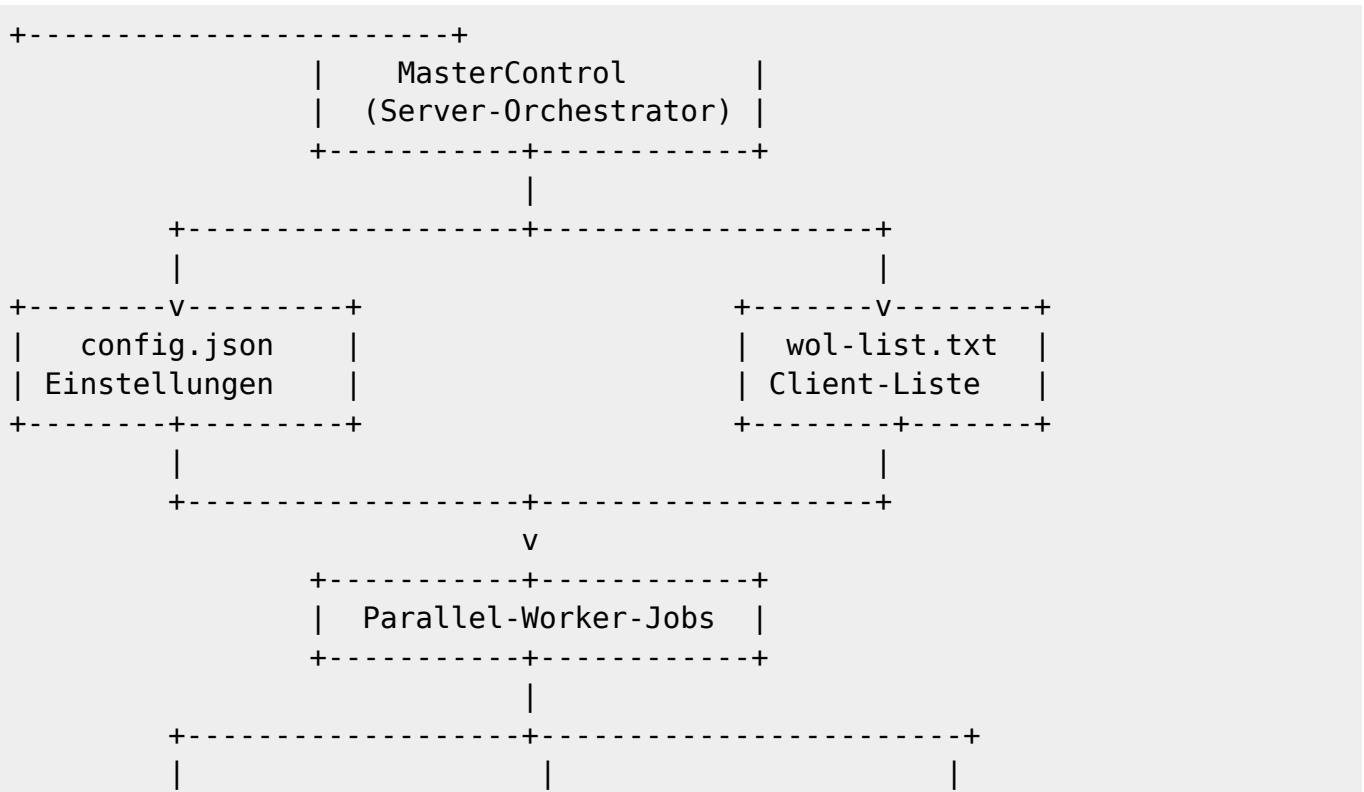 +------------------------+
|    MasterControl       |
|  (Server-Orchestrator) |
+-----------+------------+
|
+-------------------+-------------------+
|                                       |
+--------v---------+                     +-------v--------+
|   config.json    |                     |  wol-list.txt  |
| Einstellungen    |                     | Client-Liste   |
+--------+---------+                     +--------+-------+
|                                       |
+-------------------+-------------------+
v
+-----------+------------+
|  Parallel-Worker-Jobs  |
+-----------+------------+
|
+-------------------+------------------------+
|                    |                      |